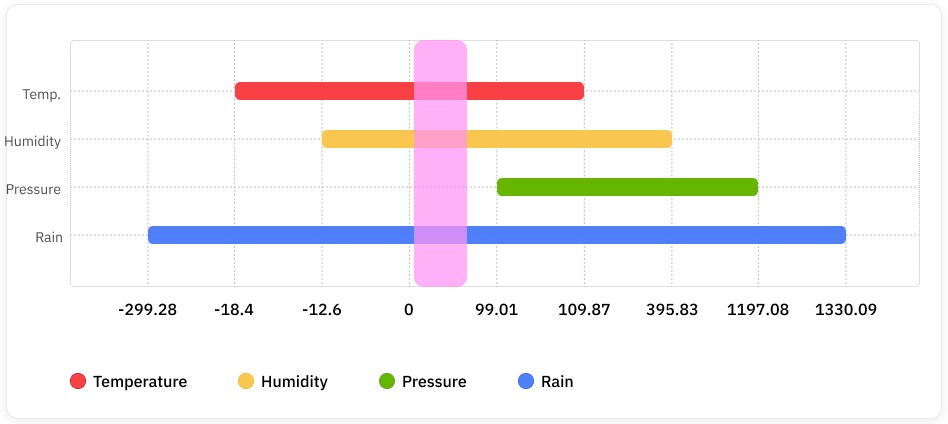 Temp.
Humidity
Pressure
Rain
-299.28 -18.4 -12.6 0 99.01 109.87 395.83 1197.08 1330.09
Temperature Humidity Pressure Rain